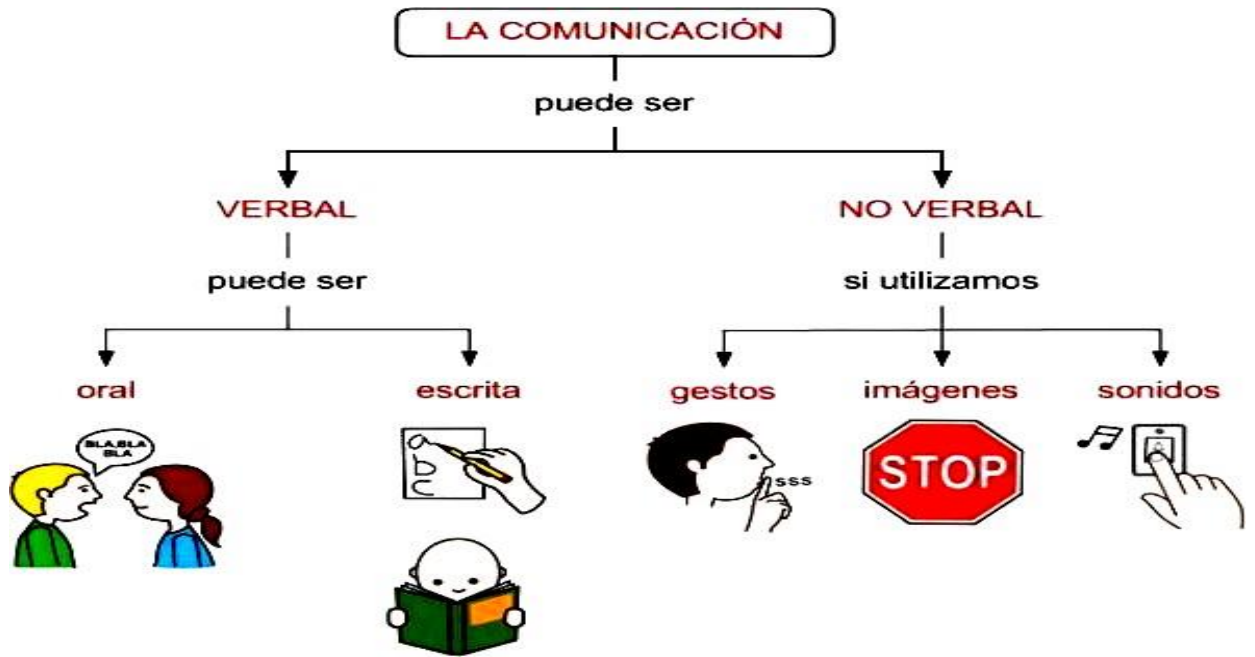 LA COMUNICACIÓN
puede ser
VERBAL
NO VERBAL
puede ser
si utilizamos
oral
escrita
gestos
imágenes
sonidos
BLA,BLA
BLA
sss
STOP